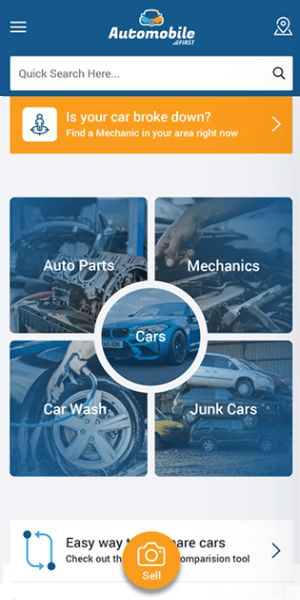 Automobile
FIRST
Quick Search Here...
Is your car broke down?
Find a Mechanic in your area right now
Auto Parts
Mechanics
Cars
Car Wash
Junk Cars
Easy way are cars
Check out th comparision tool
Sell